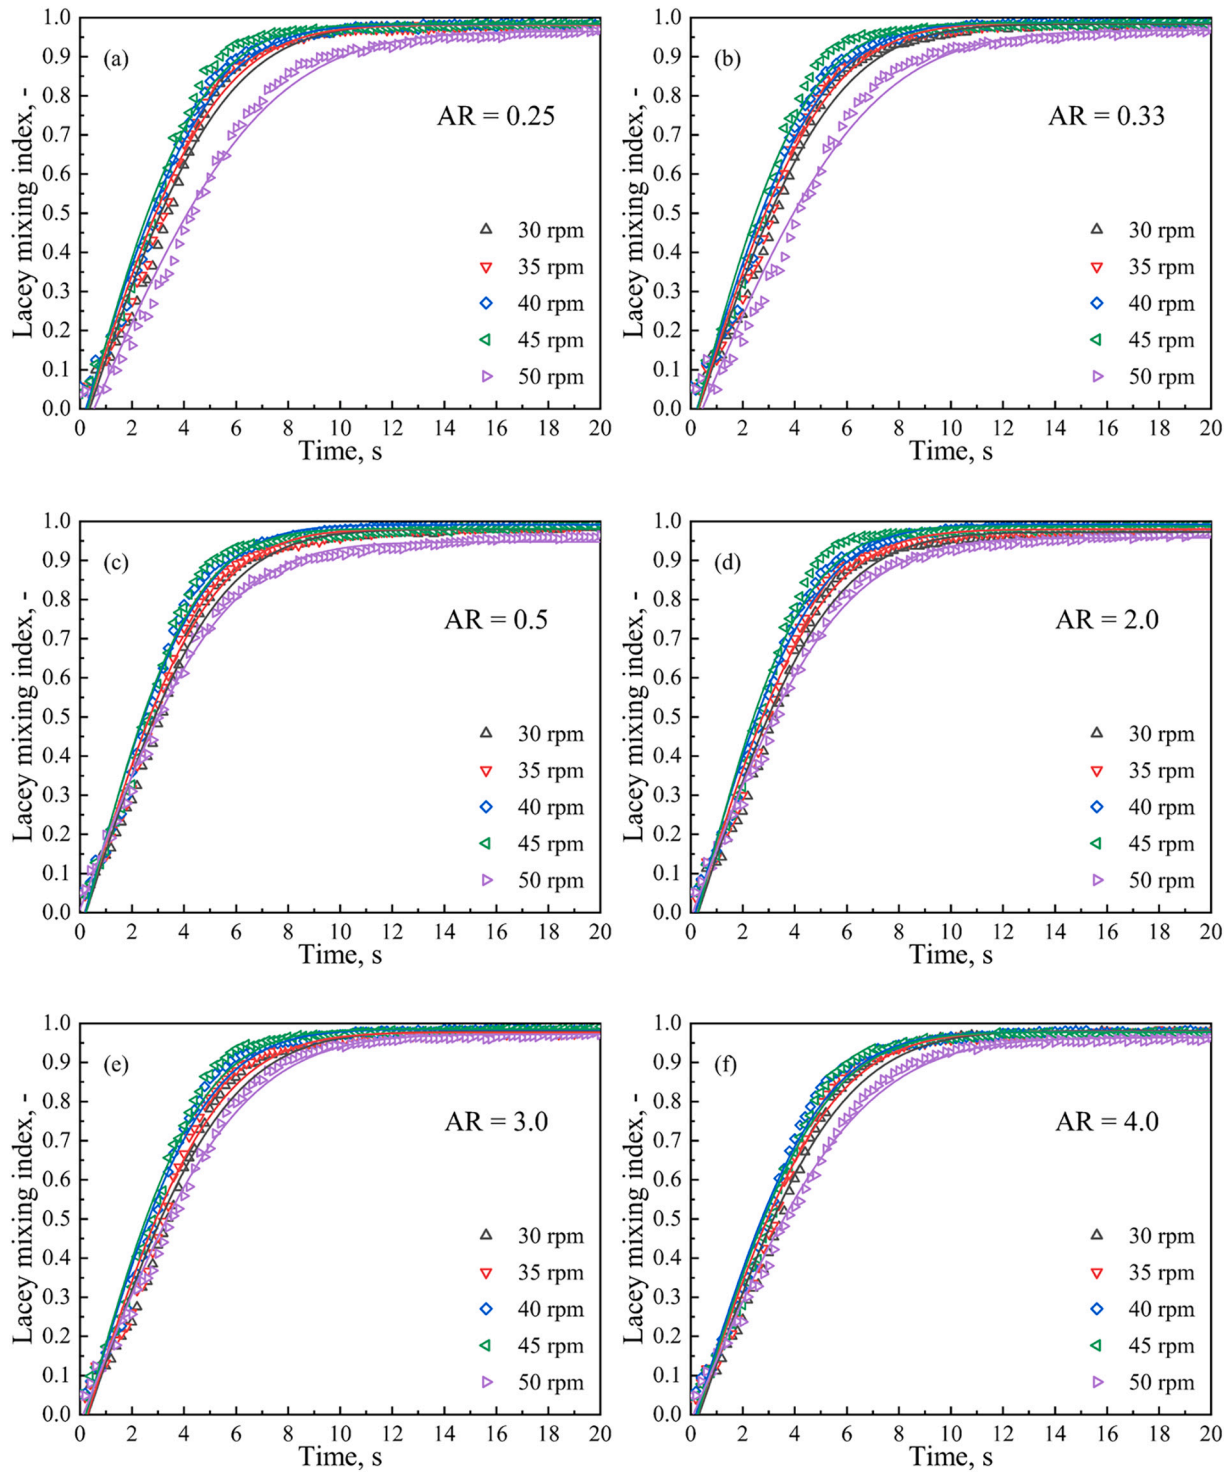 1.0
0.9
0.8
0.7
0.6
0.5
0.4
0.3
0.2
0.1
0.0
Lacey mixing index, -
(a)
AR = 0.25
30 rpm
35 rpm
40 rpm
45 rpm
50 rpm
0 2 4 6 8 10 12 14 16 18 20
Time, s
1.0
0.9
0.8
0.7
0.6
0.5
0.4
0.3
0.2
0.1
0.0
Lacey mixing index, -
(b)
AR = 0.33
30 rpm
35 rpm
40 rpm
45 rpm
50 rpm
0 2 4 6 8 10 12 14 16 18 20
Time, s
1.0
0.9
0.8
0.7
0.6
0.5
0.4
0.3
0.2
0.1
0.0
Lacey mixing index, -
(c)
AR = 0.5
30 rpm
35 rpm
40 rpm
45 rpm
50 rpm
0 2 4 6 8 10 12 14 16 18 20
Time, s
1.0
0.9
0.8
0.7
0.6
0.5
0.4
0.3
0.2
0.1
0.0
Lacey mixing index, -
(d)
AR = 2.0
30 rpm
35 rpm
40 rpm
45 rpm
50 rpm
0 2 4 6 8 10 12 14 16 18 20
Time, s
1.0
0.9
0.8
0.7
0.6
0.5
0.4
0.3
0.2
0.1
0.0
Lacey mixing index, -
(e)
AR = 3.0
30 rpm
35 rpm
40 rpm
45 rpm
50 rpm
0 2 4 6 8 10 12 14 16 18 20
Time, s
1.0
0.9
0.8
0.7
0.6
0.5
0.4
0.3
0.2
0.1
0.0
Lacey mixing index, -
(f)
AR = 4.0
30 rpm
35 rpm
40 rpm
45 rpm
50 rpm
0 2 4 6 8 10 12 14 16 18 20
Time, s